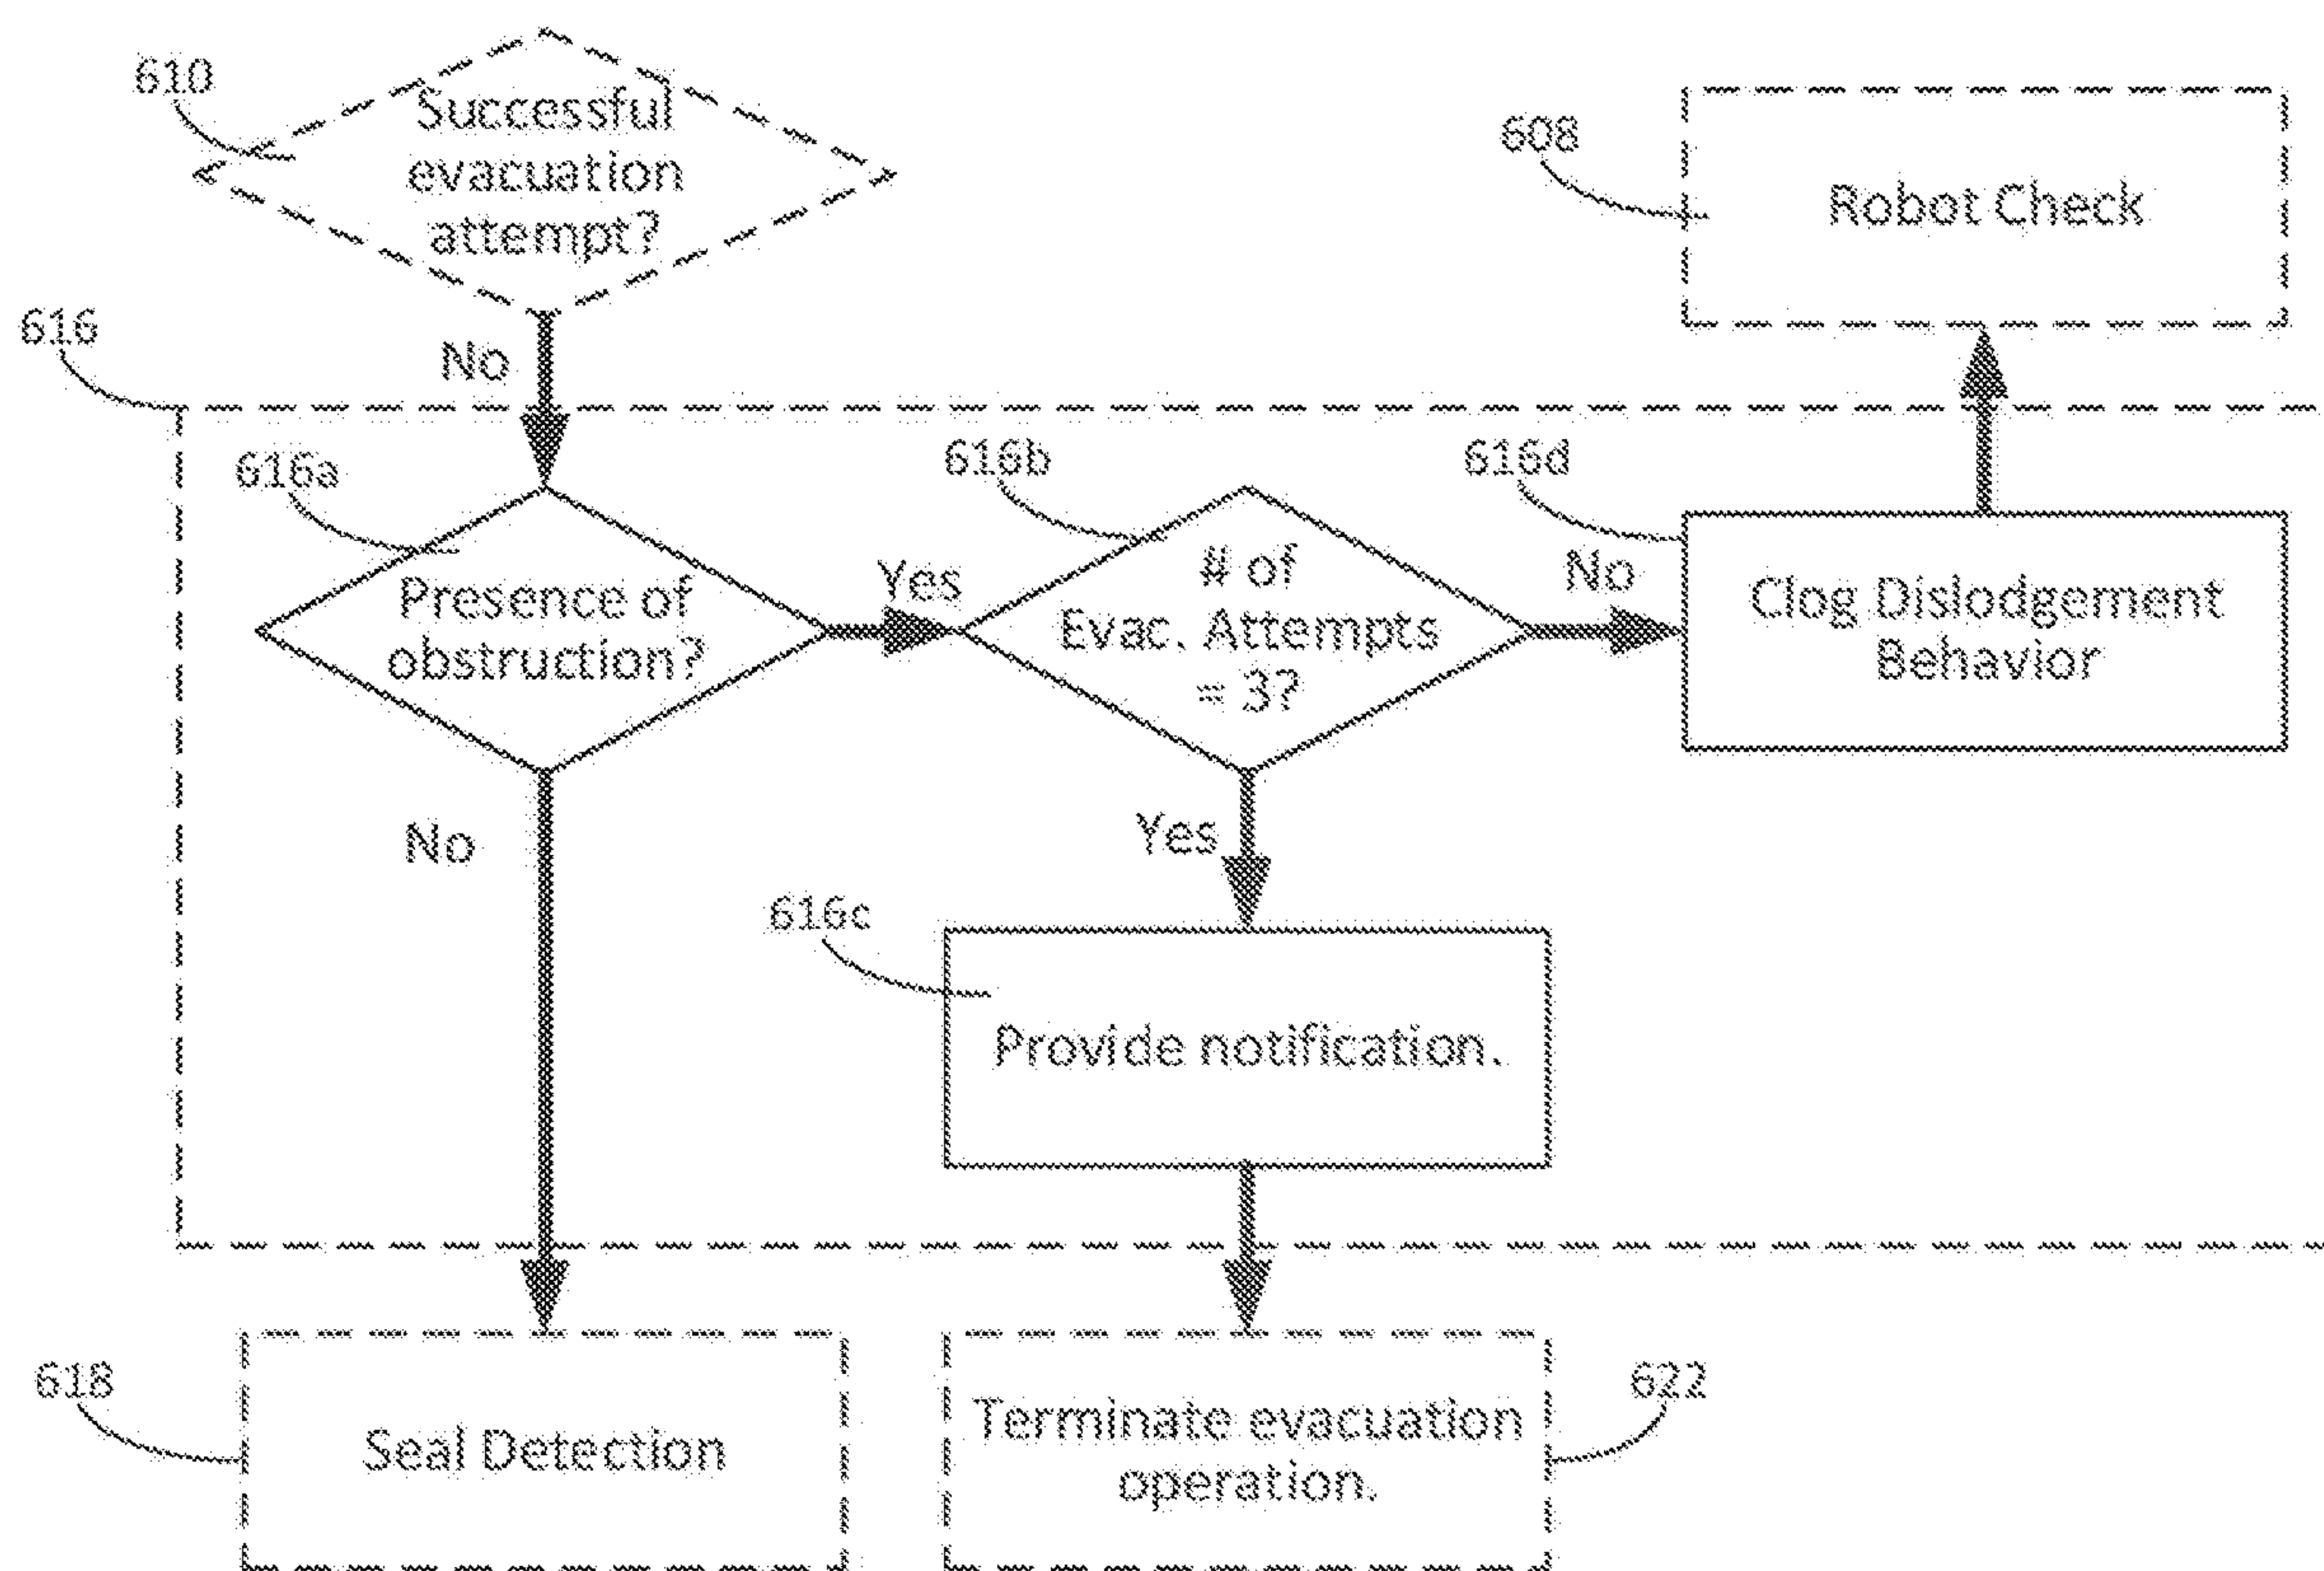 610
Successful
evacuation
attempt?
608
Robot Check
616
No
616a
616b
616d
Presence of
obstruction?
Yes
# of
Evac. Attempts
= 3?
No
Clog Dislodgement
Behavior
No
Yes
616c
Provide notification.
618
Seal Detection
Terminate evacuation
operation.
622